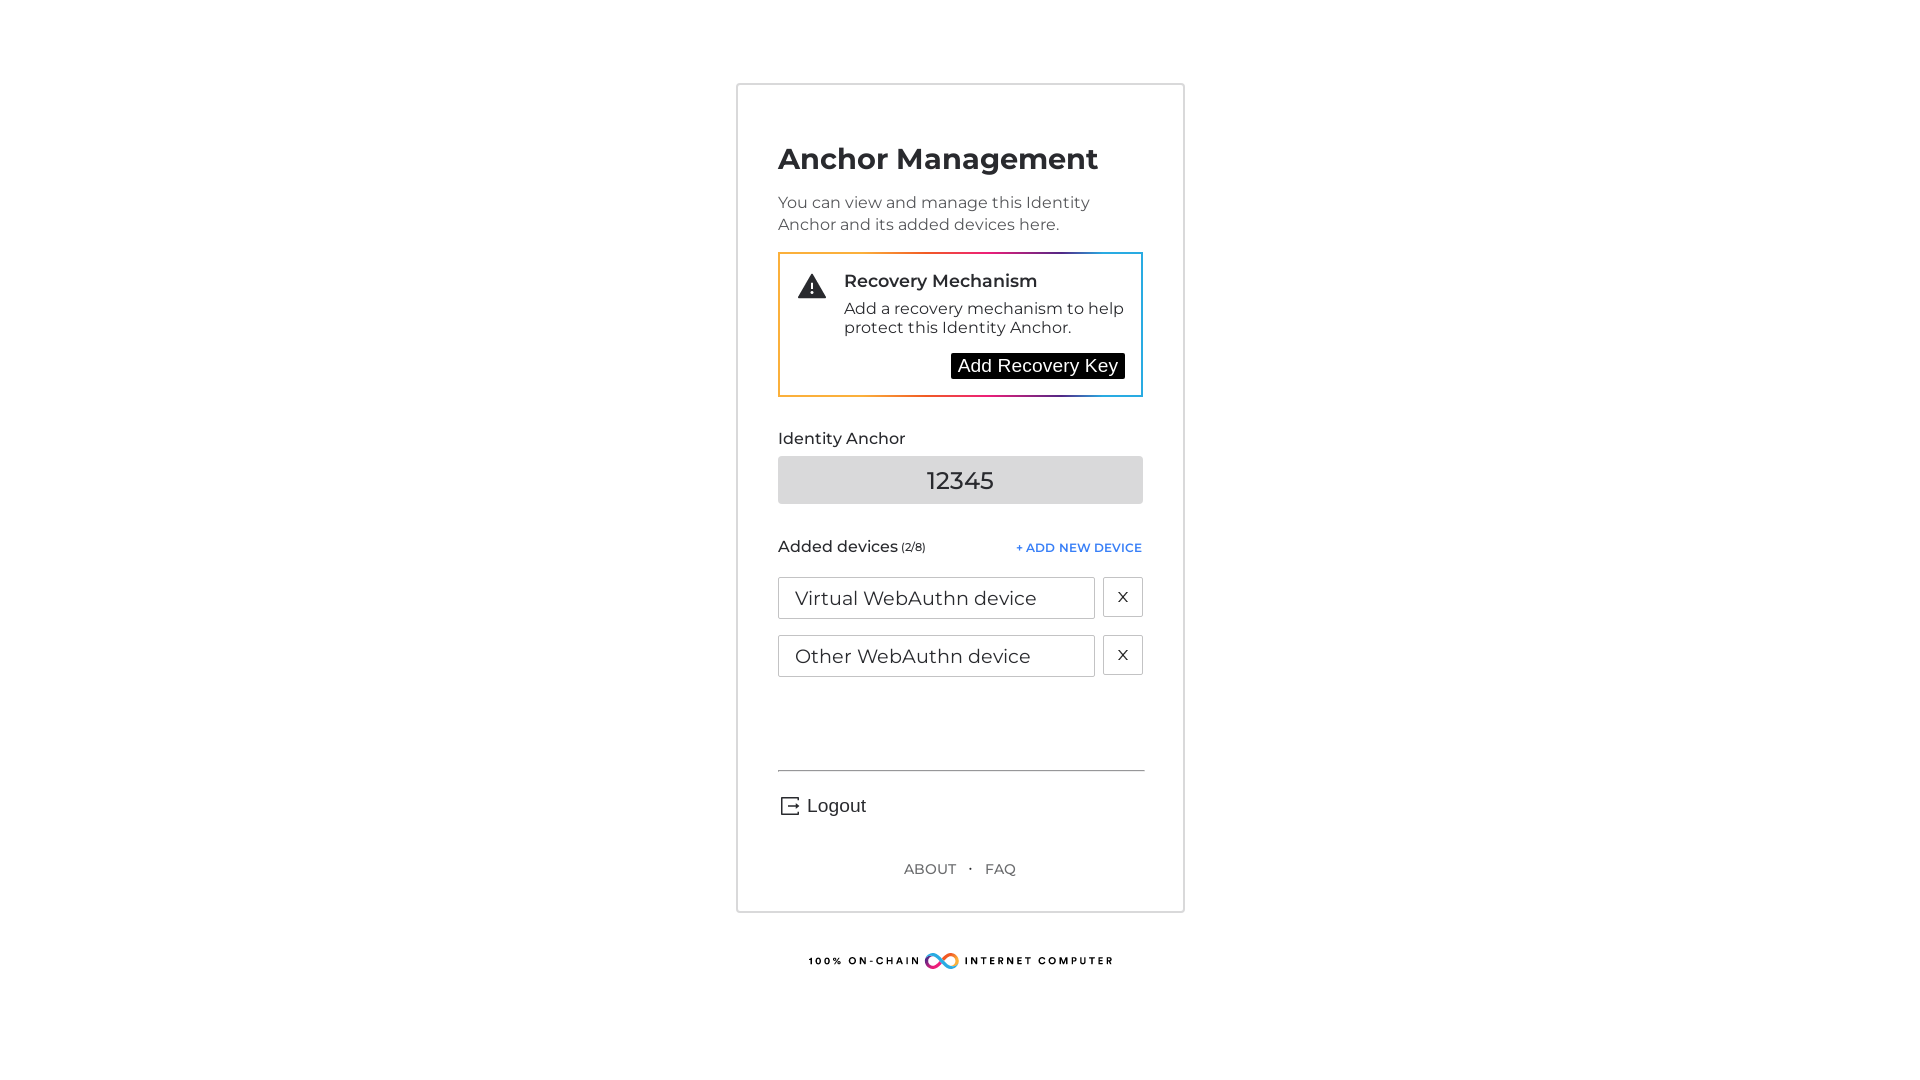 Anchor Management
You can view and manage this Identity
Anchor and its added devices here.
Recovery Mechanism
Add a recovery mechanism to help
protect this Identity Anchor.
Add Recovery Key
Identity Anchor
12345
Added devices (2/8) + ADD NEW DEVICE
Virtual WebAuthn device X
Other WebAuthn device X
Logout
ABOUT · FAQ
100% ON-CHAIN INTERNET COMPUTER